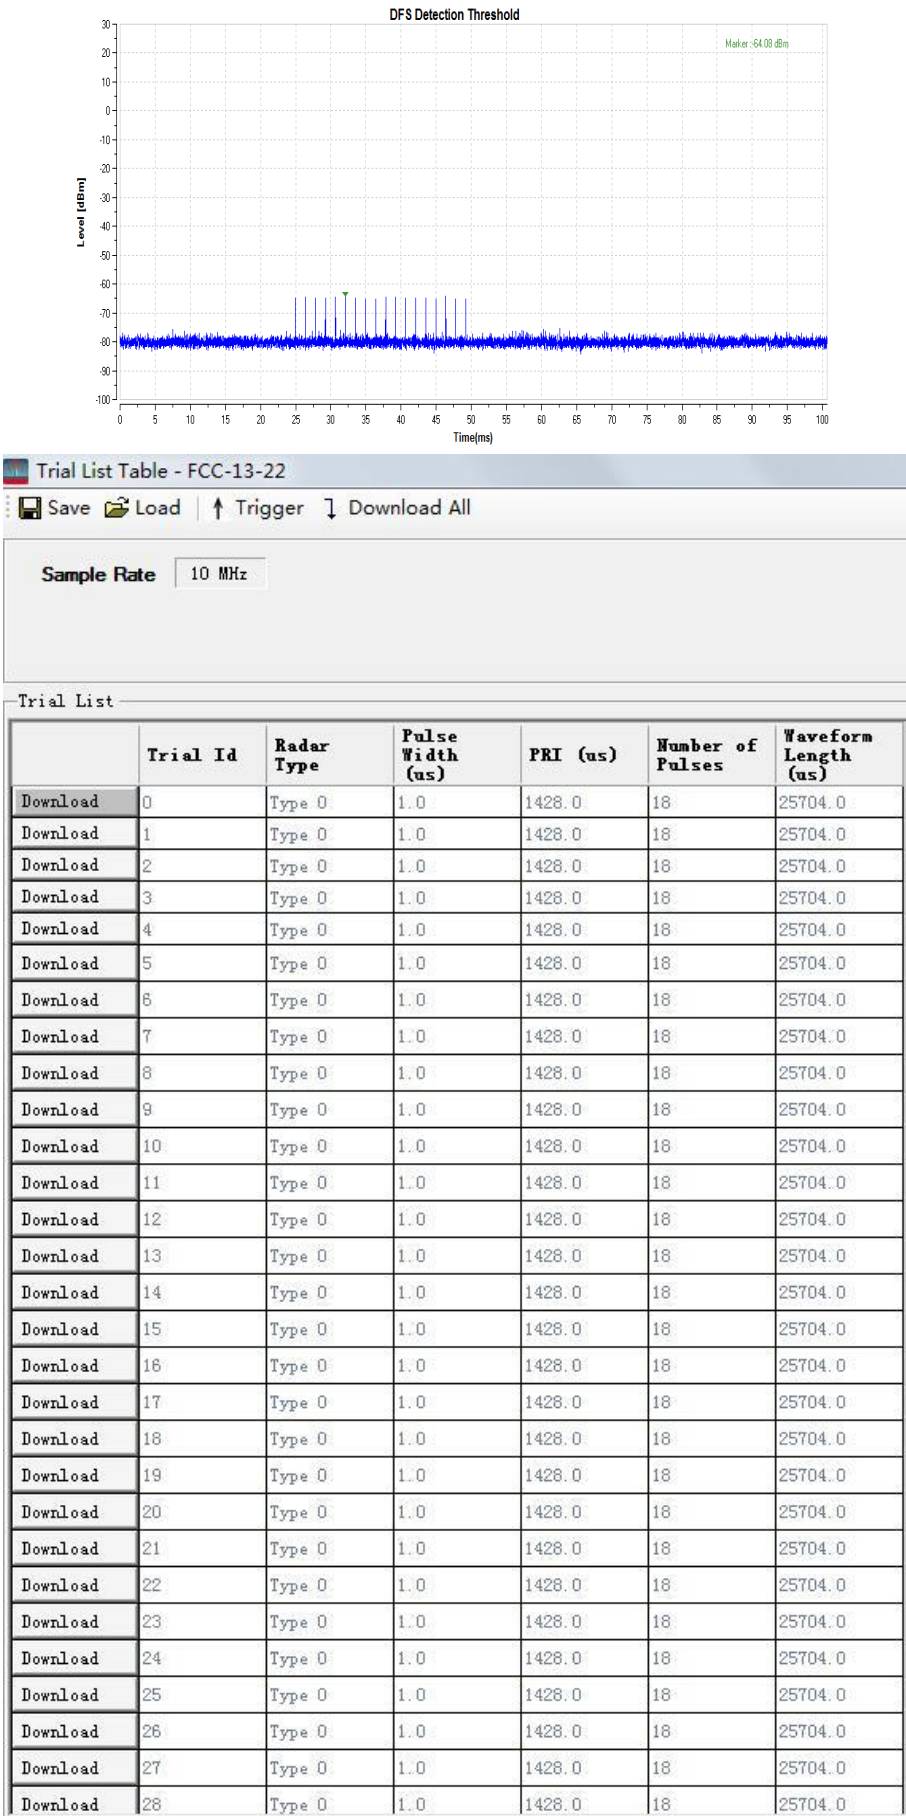 DFS Detection Threshold
Marker: -64.08 dBm
30
20
10
0
-10
-20
-30
-40
-50
-60
-70
-80
-90
-100
Level [dBm]
0 5 10 15 20 25 30 35 40 45 50 55 60 65 70 75 80 85 90 95 100
Time(ms)
Trial List Table - FCC-13-22
Save Load Trigger Download All
Sample Rate 10 MHz
Trial List
Trial Id Radar Type Pulse Width (us) PRI (us) Number of Pulses Waveform Length (us)
Download 0 Type 0 1.0 1428.0 18 25704.0
Download 1 Type 0 1.0 1428.0 18 25704.0
Download 2 Type 0 1.0 1428.0 18 25704.0
Download 3 Type 0 1.0 1428.0 18 25704.0
Download 4 Type 0 1.0 1428.0 18 25704.0
Download 5 Type 0 1.0 1428.0 18 25704.0
Download 6 Type 0 1.0 1428.0 18 25704.0
Download 7 Type 0 1.0 1428.0 18 25704.0
Download 8 Type 0 1.0 1428.0 18 25704.0
Download 9 Type 0 1.0 1428.0 18 25704.0
Download 10 Type 0 1.0 1428.0 18 25704.0
Download 11 Type 0 1.0 1428.0 18 25704.0
Download 12 Type 0 1.0 1428.0 18 25704.0
Download 13 Type 0 1.0 1428.0 18 25704.0
Download 14 Type 0 1.0 1428.0 18 25704.0
Download 15 Type 0 1.0 1428.0 18 25704.0
Download 16 Type 0 1.0 1428.0 18 25704.0
Download 17 Type 0 1.0 1428.0 18 25704.0
Download 18 Type 0 1.0 1428.0 18 25704.0
Download 19 Type 0 1.0 1428.0 18 25704.0
Download 20 Type 0 1.0 1428.0 18 25704.0
Download 21 Type 0 1.0 1428.0 18 25704.0
Download 22 Type 0 1.0 1428.0 18 25704.0
Download 23 Type 0 1.0 1428.0 18 25704.0
Download 24 Type 0 1.0 1428.0 18 25704.0
Download 25 Type 0 1.0 1428.0 18 25704.0
Download 26 Type 0 1.0 1428.0 18 25704.0
Download 27 Type 0 1.0 1428.0 18 25704.0
Download 28 Type 0 1.0 1428.0 18 25704.0